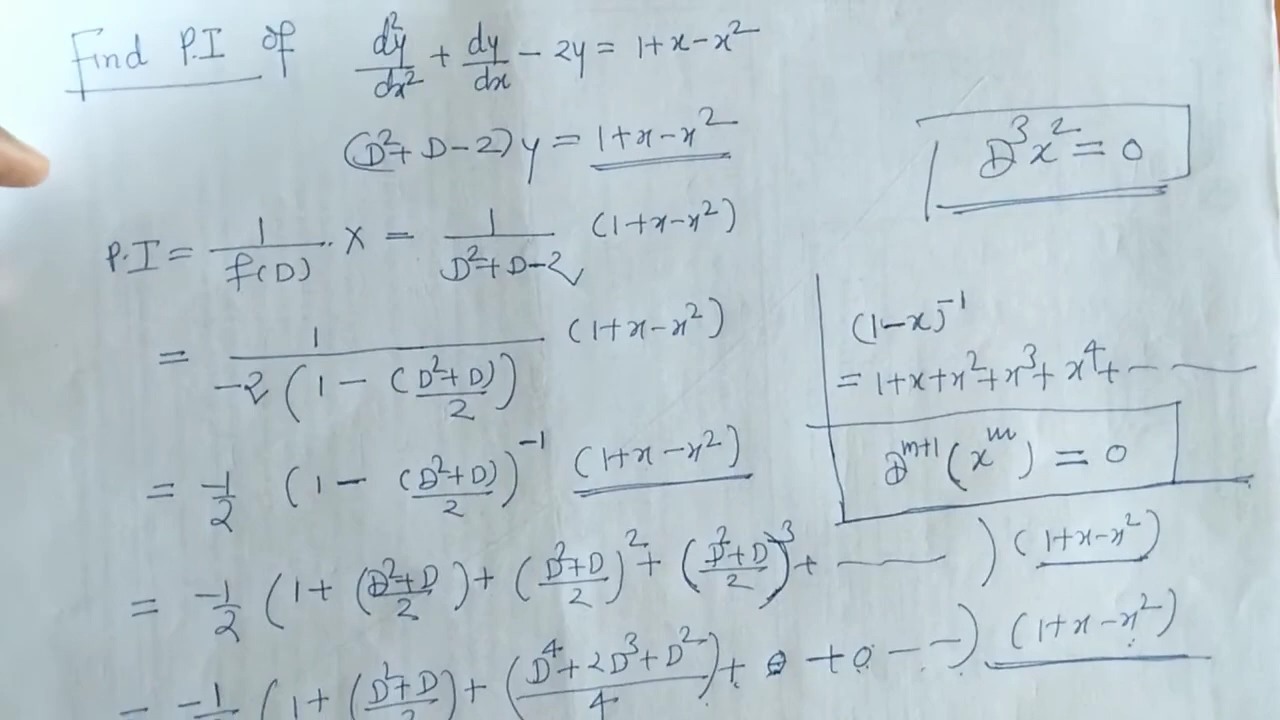 Find P.I of d²y/dx² + dy/dx - 2y = 1+x-x²
(D²+D-2)y = 1+x-x²
D³x² = 0
P.I = 1/f(D) . X = 1/(D²+D-2) (1+x-x²)
= 1/(-2(1-(D²+D)/2)) (1+x-x²)
(1-x)⁻¹
= 1+x+x²+x³+x⁴+ - ——
= -1/2 (1 - (D²+D)/2)⁻¹ (1+x-x²)
D^(m+1)(x^m) = 0
= -1/2 (1+ ((D²+D)/2) + ((D²+D)/2)² + ((D²+D)/2)³ + - —— ) (1+x-x²)
= -1/2 (1+ ((D²+D)/2) + ((D⁴+2D³+D²)/4) + 0 + 0 - - -) (1+x-x²)